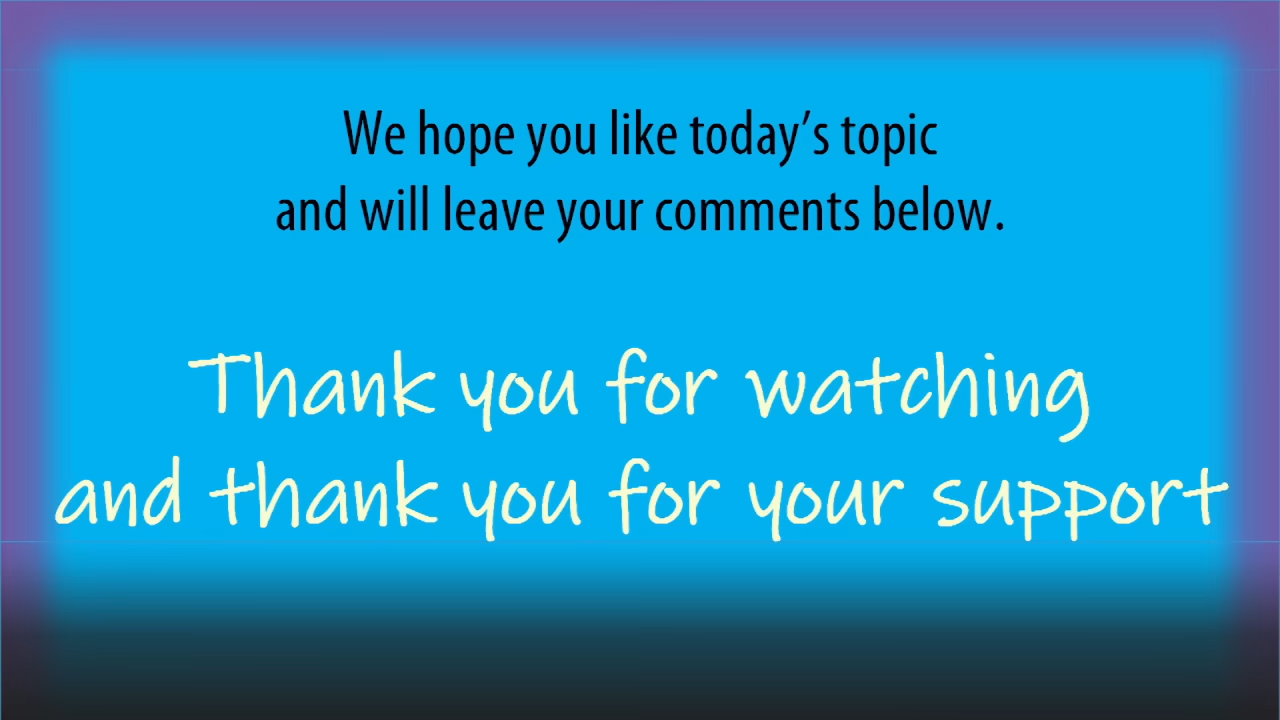 We hope you like today’s topic
and will leave your comments below.
Thank you for watching
and thank you for your support